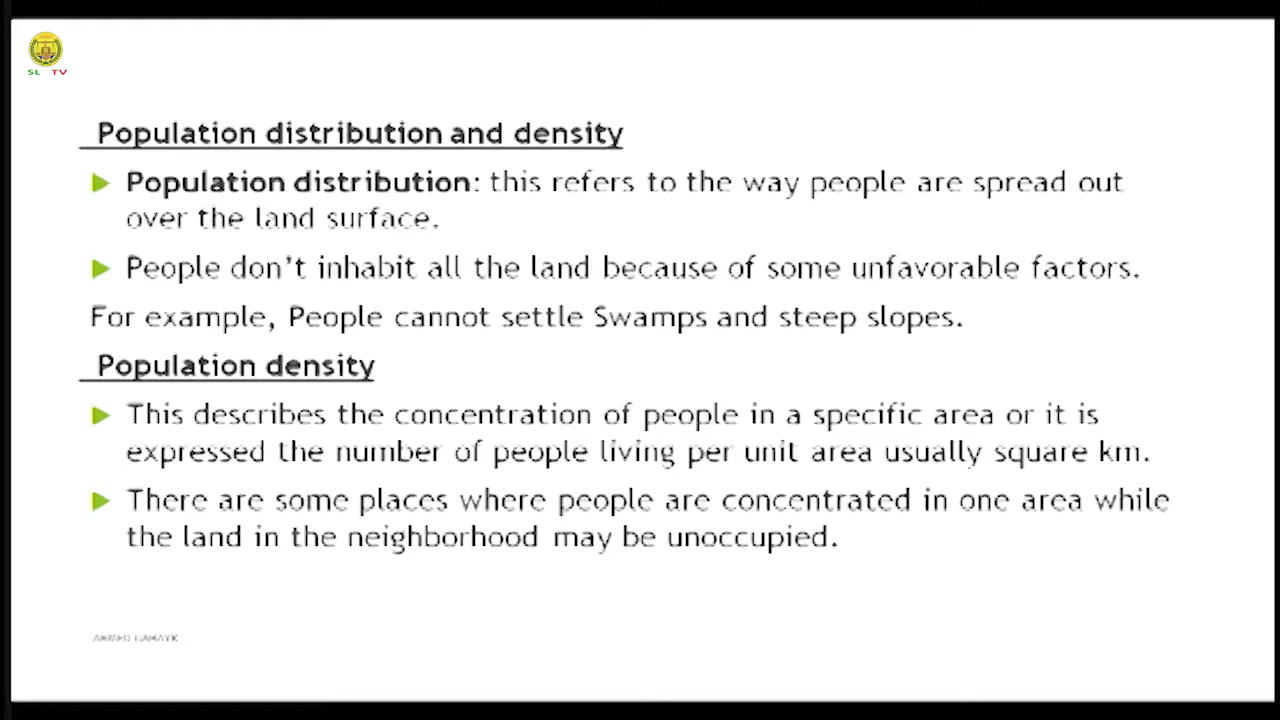 SL TV
Population distribution and density
Population distribution: this refers to the way people are spread out
over the land surface.
People don't inhabit all the land because of some unfavorable factors.
For example, People cannot settle Swamps and steep slopes.
Population density
This describes the concentration of people in a specific area or it is
expressed the number of people living per unit area usually square km.
There are some places where people are concentrated in one area while
the land in the neighborhood may be unoccupied.